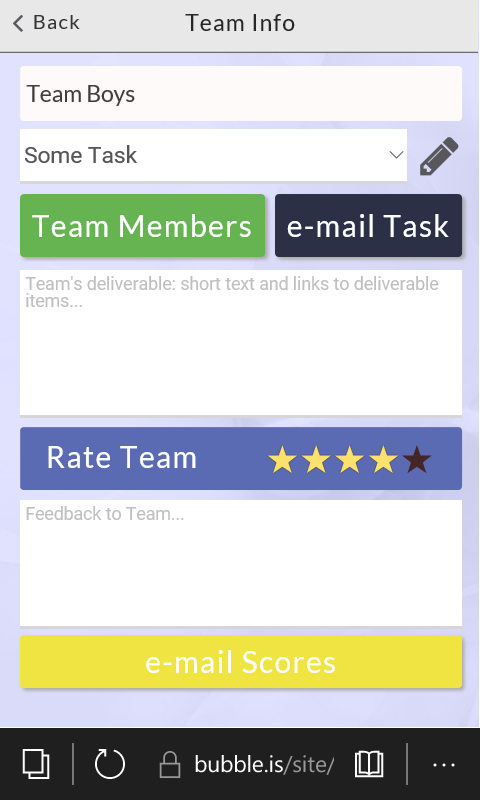 Back
Team Info
Team Boys
Some Task
Team Members
e-mail Task
Team's deliverable: short text and links to deliverable
items...
Rate Team
Feedback to Team...
e-mail Scores
bubble.is/site/